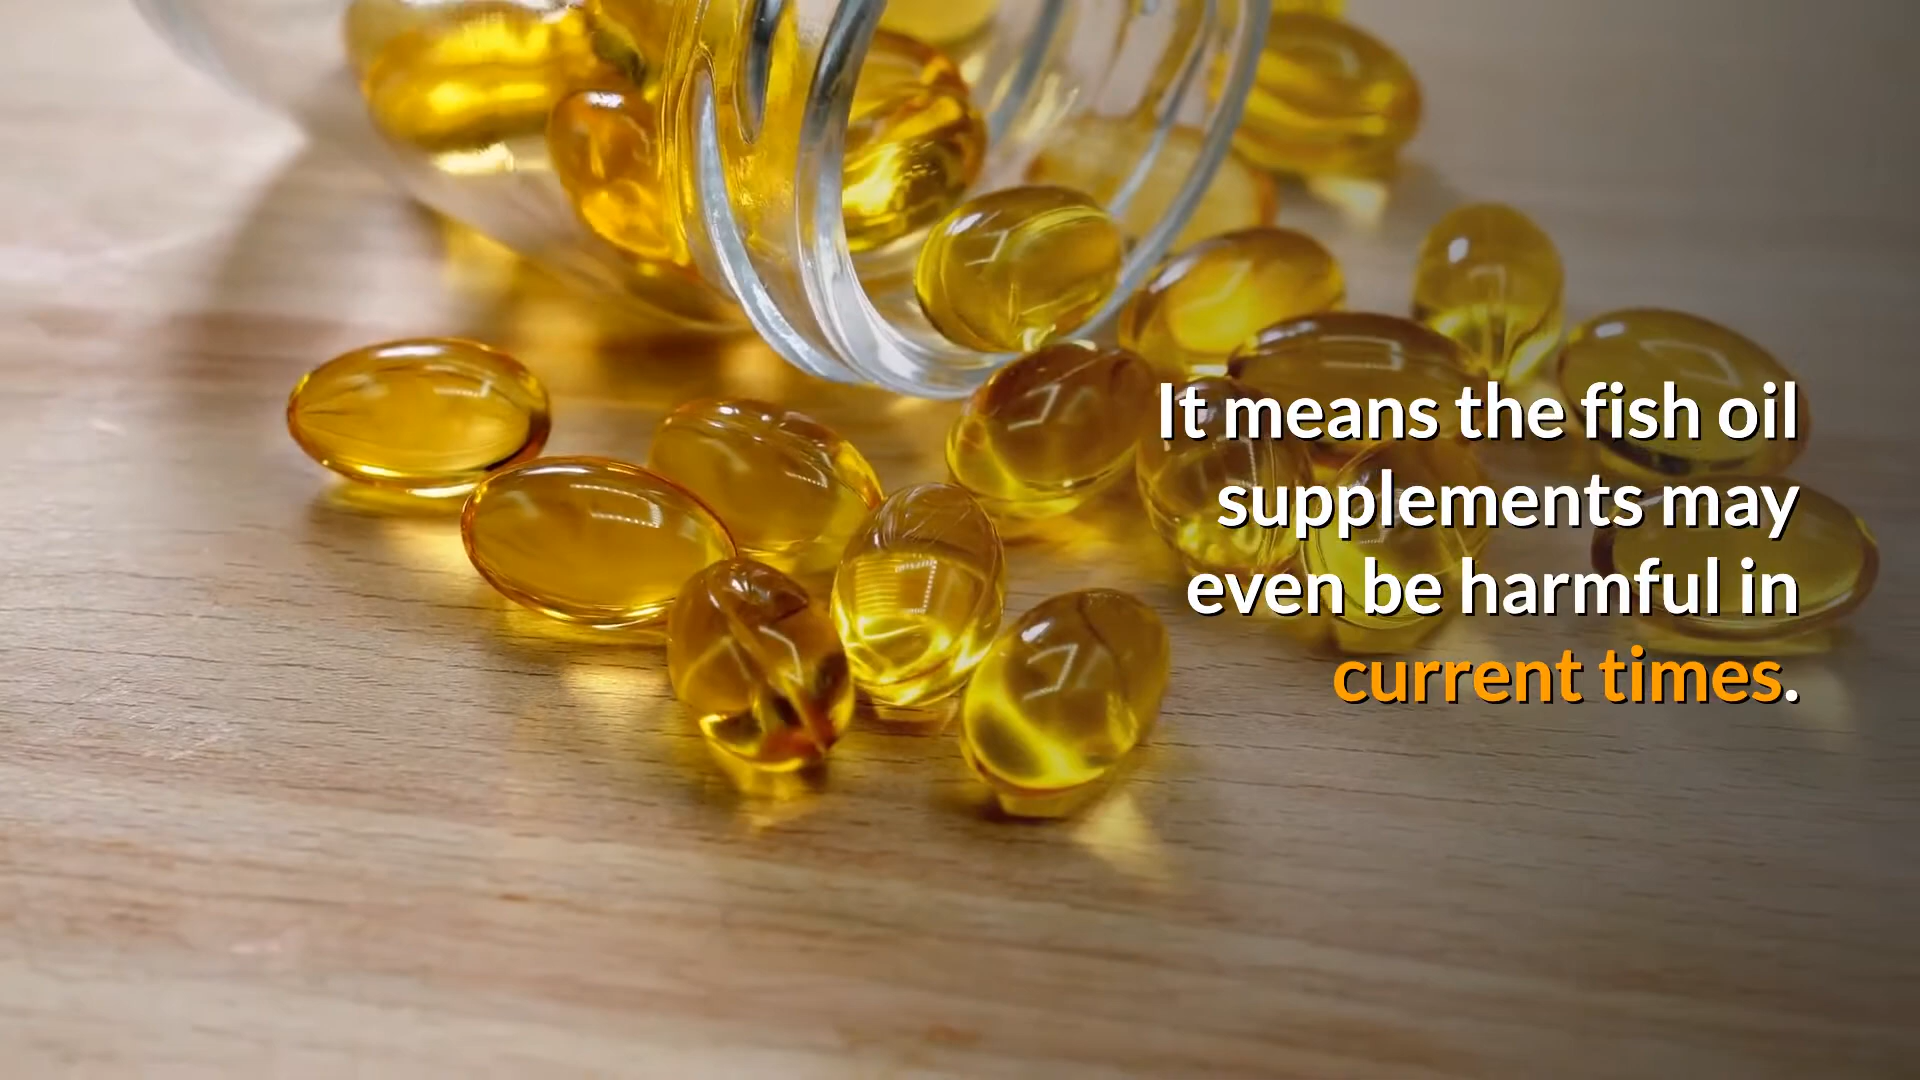 It means the fish oil
supplements may
even be harmful in
current times.